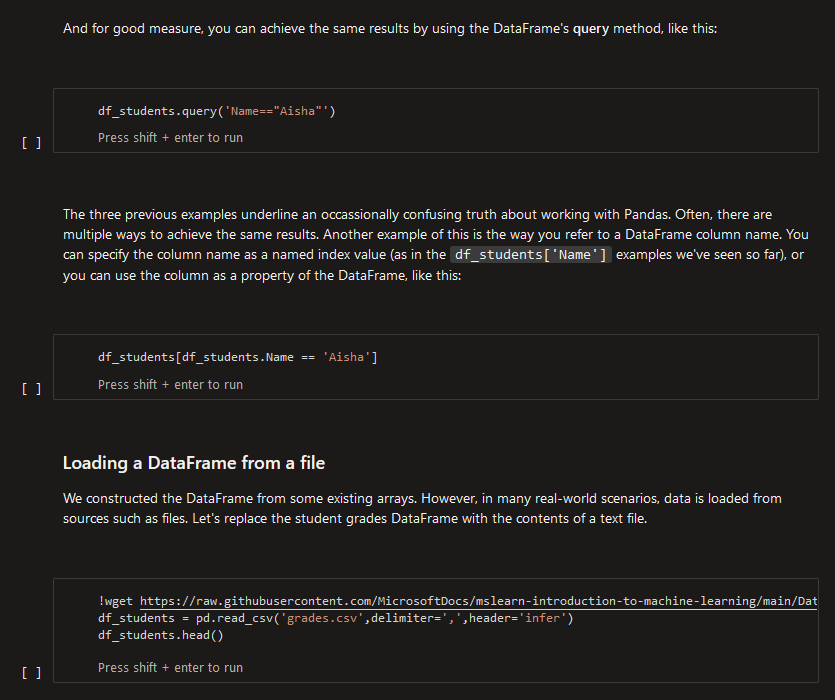 And for good measure, you can achieve the same results by using the DataFrame's query method, like this:
df_students.query('Name=="Aisha"')
Press shift + enter to run
[ ]
The three previous examples underline an occassionally confusing truth about working with Pandas. Often, there are
multiple ways to achieve the same results. Another example of this is the way you refer to a DataFrame column name. You
can specify the column name as a named index value (as in the df_students['Name'] examples we've seen so far), or
you can use the column as a property of the DataFrame, like this:
df_students[df_students.Name == 'Aisha']
Press shift + enter to run
[ ]
Loading a DataFrame from a file
We constructed the DataFrame from some existing arrays. However, in many real-world scenarios, data is loaded from
sources such as files. Let's replace the student grades DataFrame with the contents of a text file.
!wget https://raw.githubusercontent.com/MicrosoftDocs/mslearn-introduction-to-machine-learning/main/Dat
df_students = pd.read_csv('grades.csv',delimiter=',',header='infer')
df_students.head()
Press shift + enter to run
[ ]